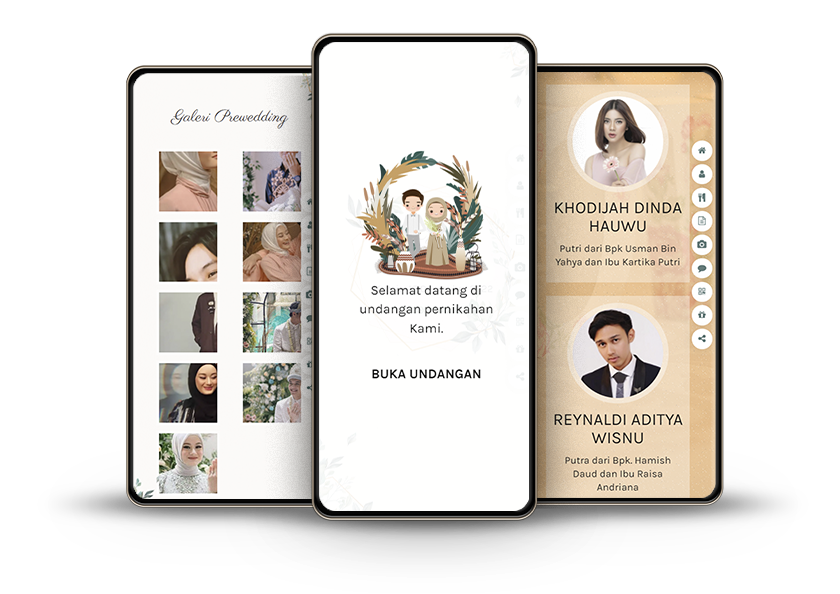 Galeri Prewedding
Selamat datang di
undangan pernikahan
Kami.
BUKA UNDANGAN
KHODIJAH DINDA
HAUWU
Putri dari Bpk Usman Bin
Yahya dan Ibu Kartika Putri
REYNALDI ADITYA
WISNU
Putra dari Bpk. Hamish
Daud dan Ibu Raisa
Andriana